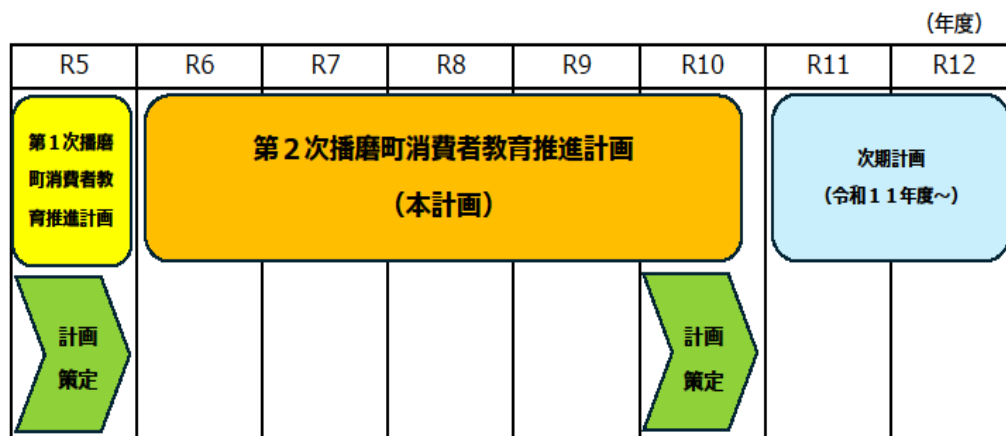 (年度)
R5 R6 R7 R8 R9 R10 R11 R12
第1次播磨
町消費者教
育推進計画
第2次播磨町消費者教育推進計画
(本計画)
次期計画
(令和11年度～)
計画
策定
計画
策定